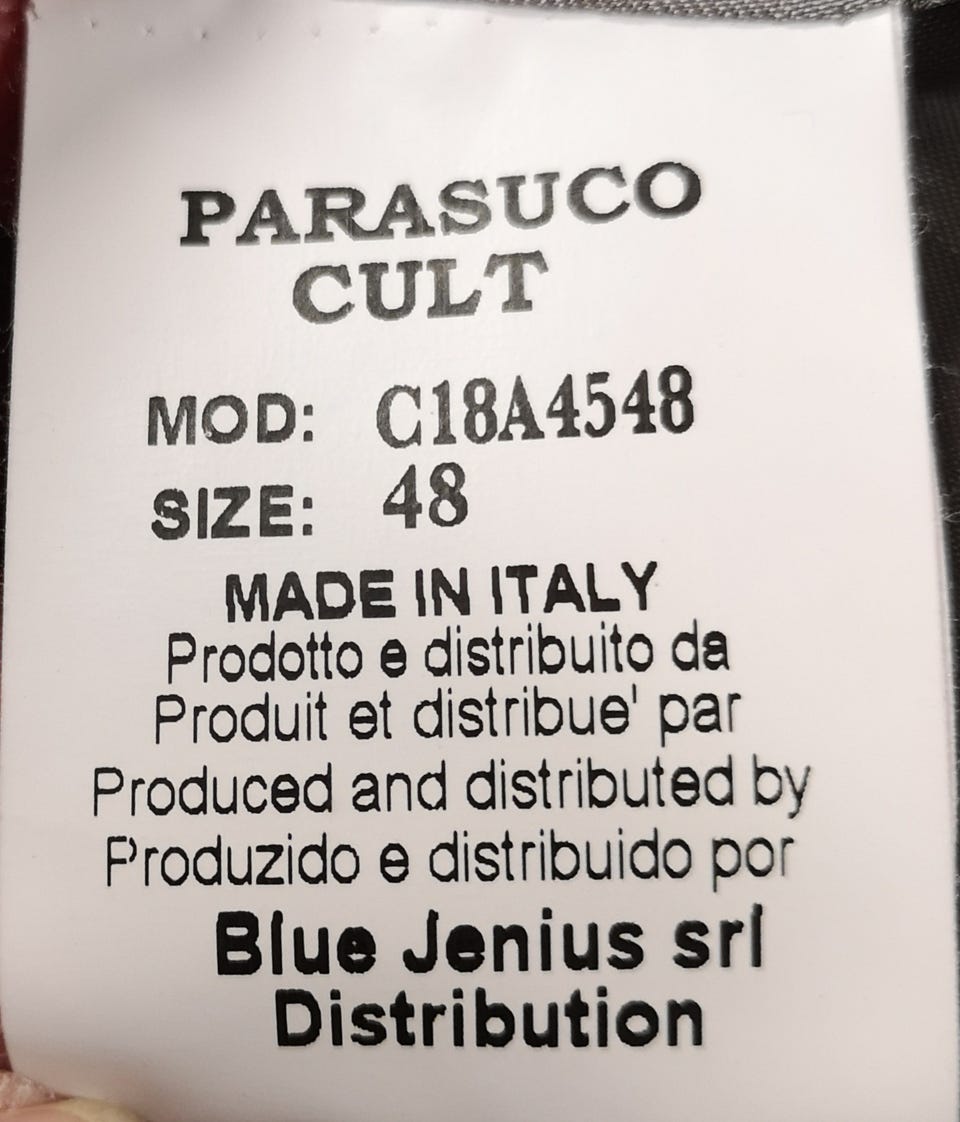 PARASUCO
CULT
MOD: C18A4548
SIZE: 48
MADE IN ITALY
Prodotto e distribuito da
Produit et distribue' par
Produced and distributed by
Produzido e distribuido por
Blue Jenius srl
Distribution